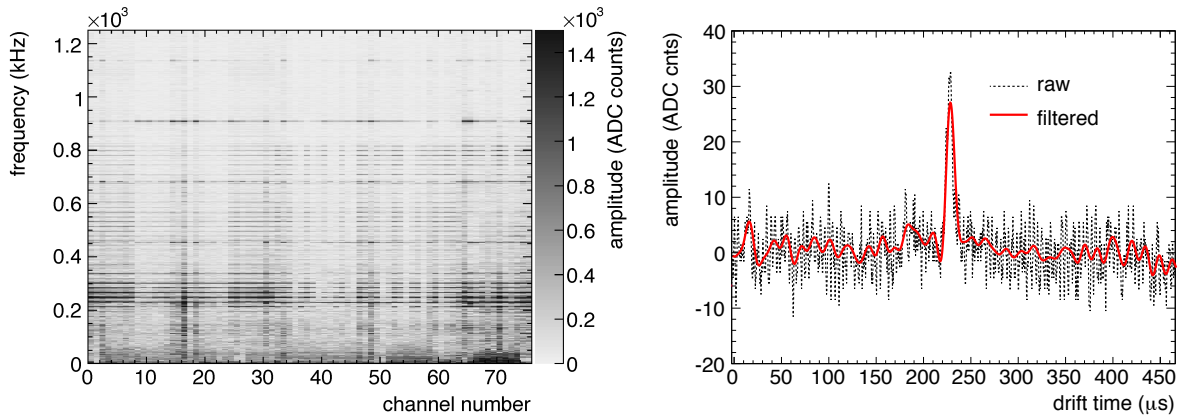 ×10³
1.2
1
0.8
0.6
0.4
0.2
0
frequency (kHz)
0 10 20 30 40 50 60 70
channel number
×10³
1.4
1.2
1
0.8
0.6
0.4
0.2
0
amplitude (ADC counts)
40
30
20
10
0
-10
-20
amplitude (ADC cnts)
raw
filtered
0 50 100 150 200 250 300 350 400 450
drift time (μs)